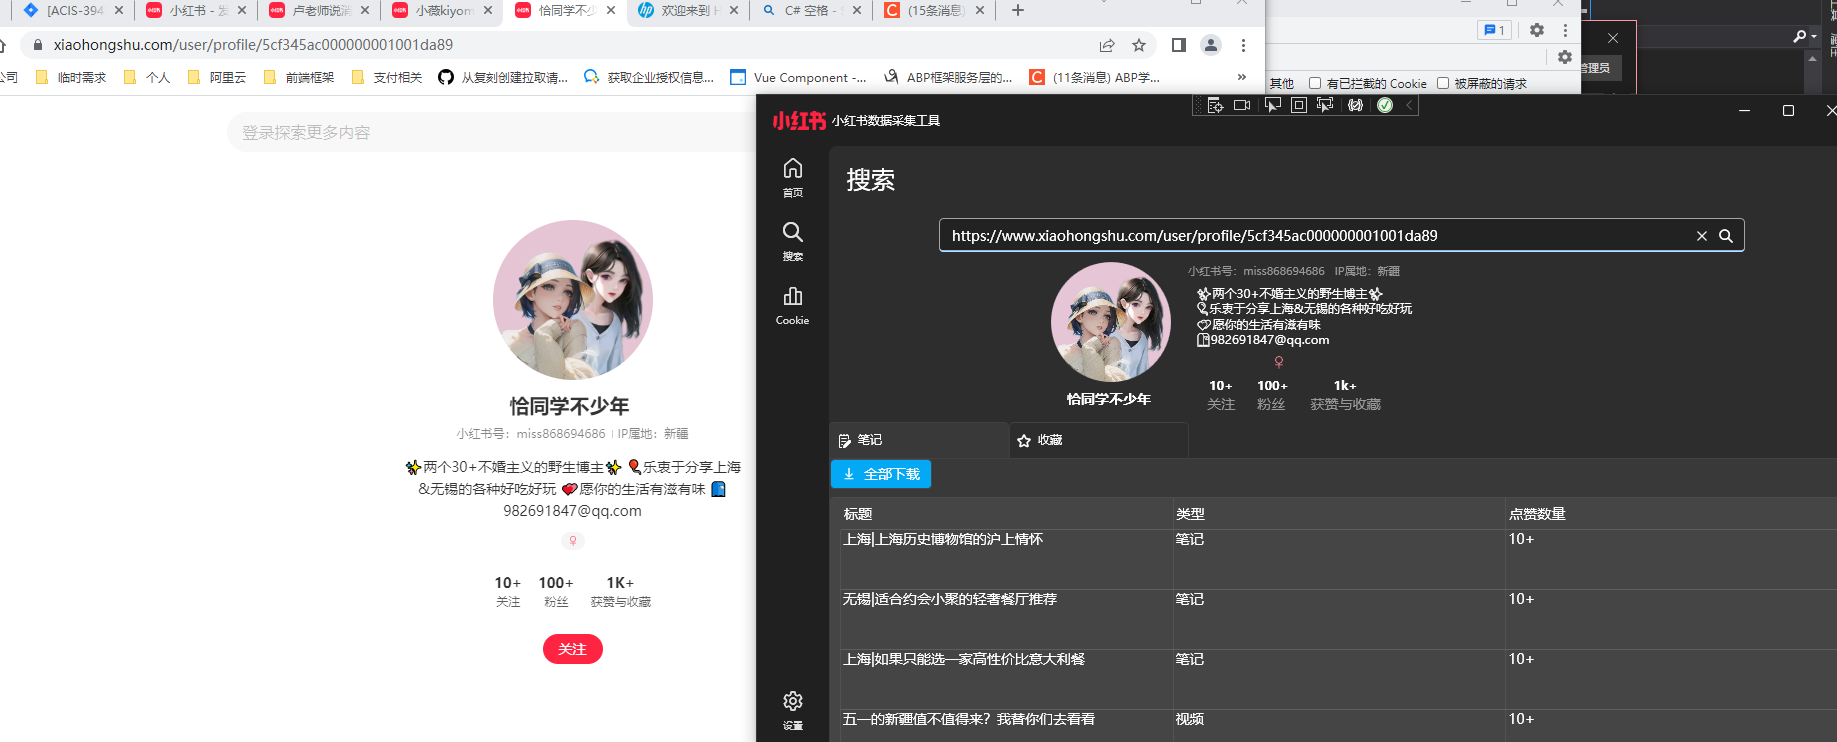 [ACIS-394
小红书 - 发
卢老师说消
小薇kiyom
恰同学不少
欢迎来到 H
C# 空格 -
(15条消息)
xiaohongshu.com/user/profile/5cf345ac000000001001da89
公司
临时需求
个人
阿里云
前端框架
支付相关
从复刻创建拉取请...
获取企业授权信息...
Vue Component -...
ABP框架服务层的...
(11条消息) ABP学...
»
1
管理员
其他
有已拦截的 Cookie
被屏蔽的请求
登录探索更多内容
恰同学不少年
小红书号：miss868694686 | IP属地：新疆
✨两个30+不婚主义的野生博主✨ 🎈乐衷于分享上海
&无锡的各种好吃好玩 💝愿你的生活有滋有味 📘
982691847@qq.com
♀
10+ 100+ 1K+
关注 粉丝 获赞与收藏
关注
小红书 小红书数据采集工具
首页
搜索
Cookie
设置
搜索
https://www.xiaohongshu.com/user/profile/5cf345ac000000001001da89
小红书号：miss868694686 IP属地：新疆
✨两个30+不婚主义的野生博主✨
🎈乐衷于分享上海&无锡的各种好吃好玩
💝愿你的生活有滋有味
📘982691847@qq.com
♀
恰同学不少年
10+ 100+ 1k+
关注 粉丝 获赞与收藏
笔记 收藏
全部下载
标题 类型 点赞数量
上海|上海历史博物馆的沪上情怀 笔记 10+
无锡|适合约会小聚的轻奢餐厅推荐 笔记 10+
上海|如果只能选一家高性价比意大利餐 笔记 10+
五一的新疆值不值得来？我替你们去看看 视频 10+